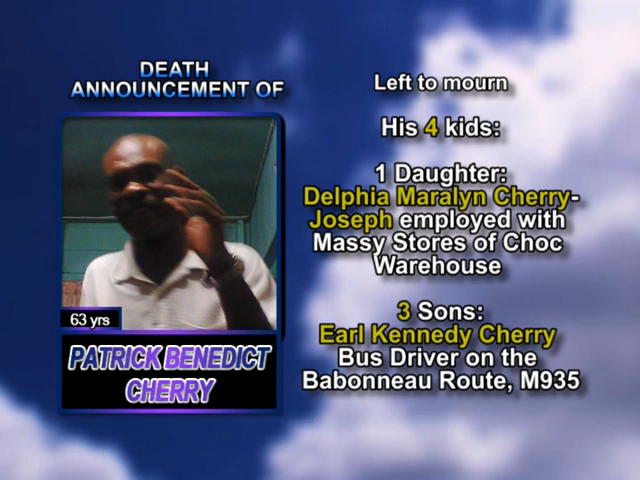 DEATH
ANNOUNCEMENT OF
63 yrs
PATRICK BENEDICT
CHERRY
Left to mourn
His 4 kids:
1 Daughter:
Delphia Maralyn Cherry-
Joseph employed with
Massy Stores of Choc
Warehouse
3 Sons:
Earl Kennedy Cherry
Bus Driver on the
Babonneau Route, M935